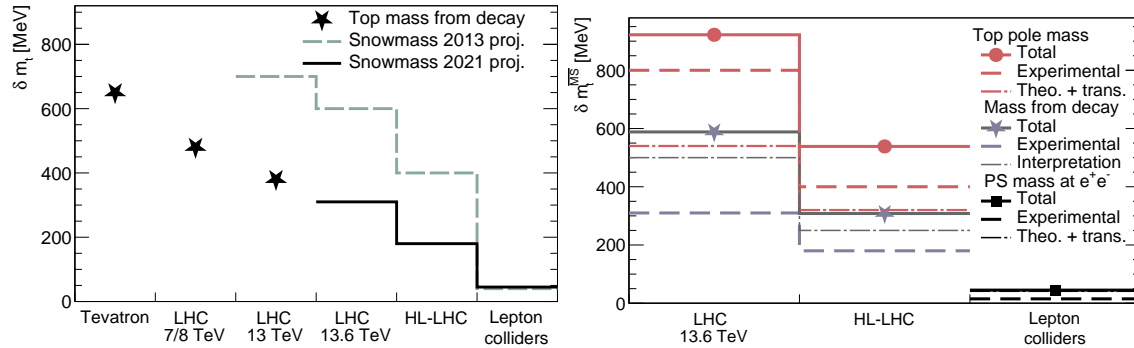 δ m_t [MeV]
800
600
400
200
0
Top mass from decay
Snowmass 2013 proj.
Snowmass 2021 proj.
Tevatron
LHC
7/8 TeV
LHC
13 TeV
LHC
13.6 TeV
HL-LHC
Lepton
colliders
δ m_t^MS [MeV]
800
600
400
200
0
Top pole mass
Total
Experimental
Theo. + trans.
Mass from decay
Total
Experimental
Interpretation
PS mass at e⁺e⁻
Total
Experimental
Theo. + trans.
LHC
13.6 TeV
HL-LHC
Lepton
colliders